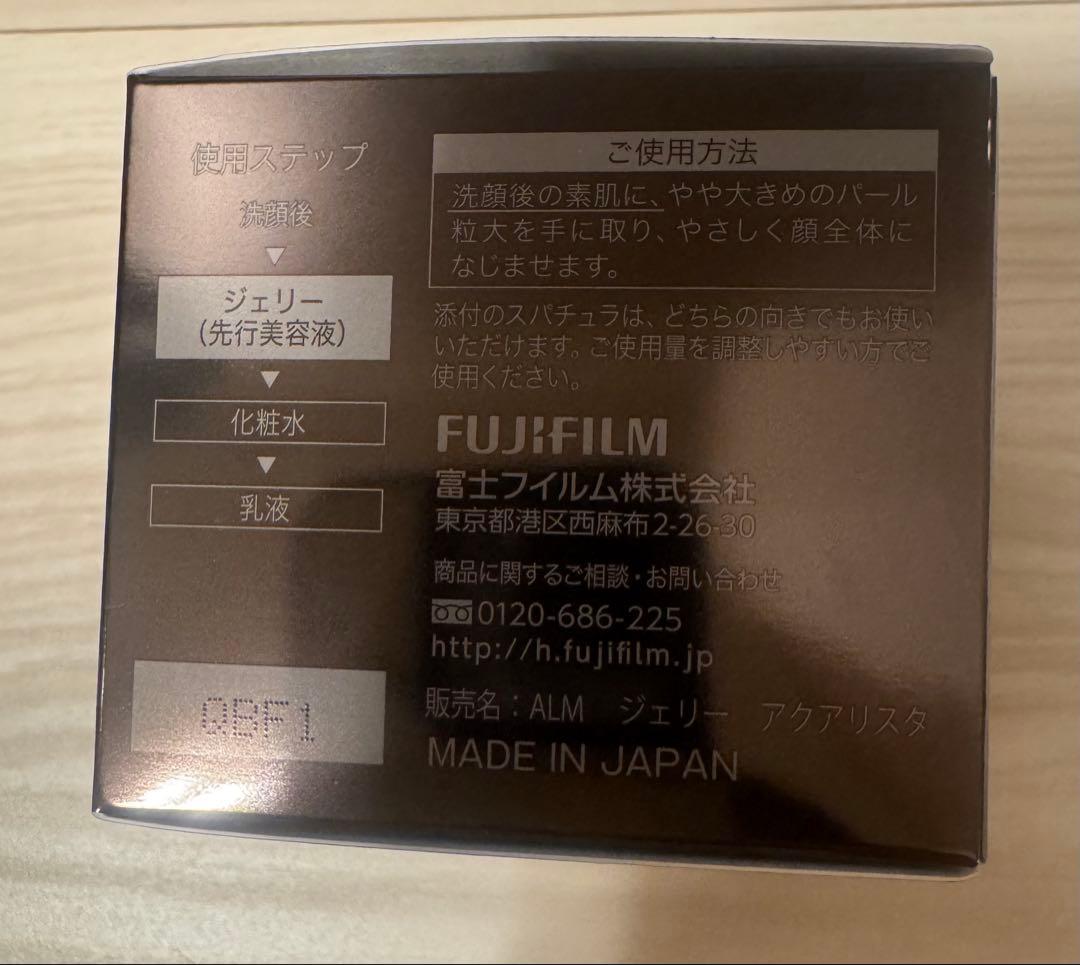 使用ステップ
洗顔後
▼
ジェリー
(先行美容液)
▼
化粧水
▼
乳液
QBF1
ご使用方法
洗顔後の素肌に、やや大きめのパール
粒大を手に取り、やさしく顔全体に
なじませます。
添付のスパチュラは、どちらの向きでもお使い
いただけます。ご使用量を調整しやすい方でご
使用ください。
FUJIFILM
富士フイルム株式会社
東京都港区西麻布2-26-30
商品に関するご相談・お問い合わせ
0120-686-225
http://h.fujifilm.jp
販売名：ALM　ジェリー　アクアリスタ
MADE IN JAPAN